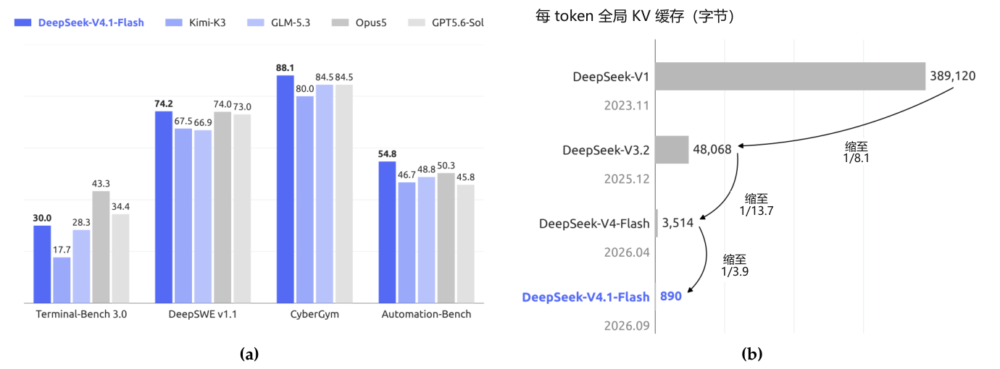 DeepSeek-V4.1-Flash Kimi-K3 GLM-5.3 Opus5 GPT5.6-Sol
30.0 17.7 28.3 43.3 34.4
74.2 67.5 66.9 74.0 73.0
88.1 80.0 84.5 84.5
54.8 46.7 48.8 50.3 45.8
Terminal-Bench 3.0 DeepSWE v1.1 CyberGym Automation-Bench
(a)
每 token 全局 KV 缓存（字节）
DeepSeek-V1 389,120
2023.11
缩至
1/8.1
DeepSeek-V3.2 48,068
2025.12
缩至
1/13.7
DeepSeek-V4-Flash 3,514
2026.04
缩至
1/3.9
DeepSeek-V4.1-Flash 890
2026.09
(b)